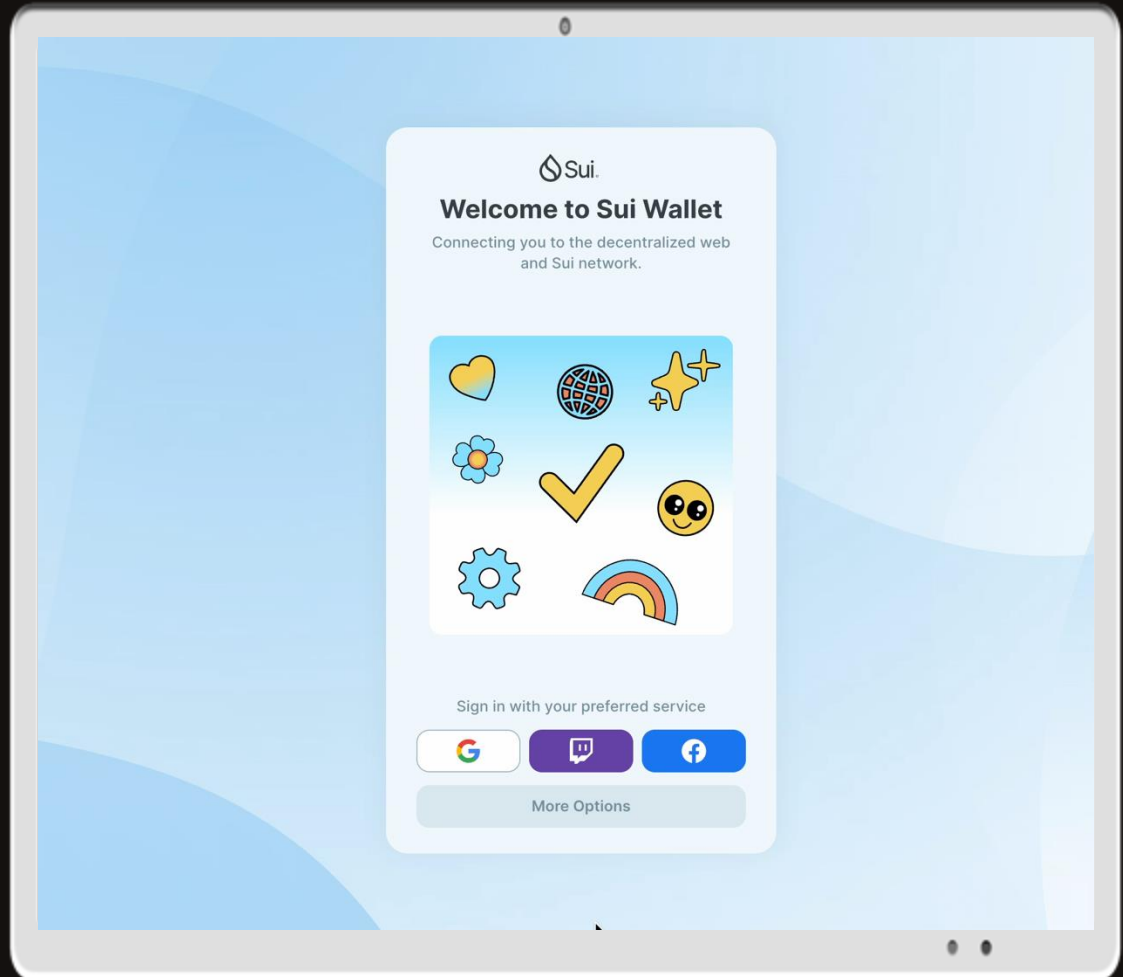 Sui.
Welcome to Sui Wallet
Connecting you to the decentralized web
and Sui network.
Sign in with your preferred service
More Options